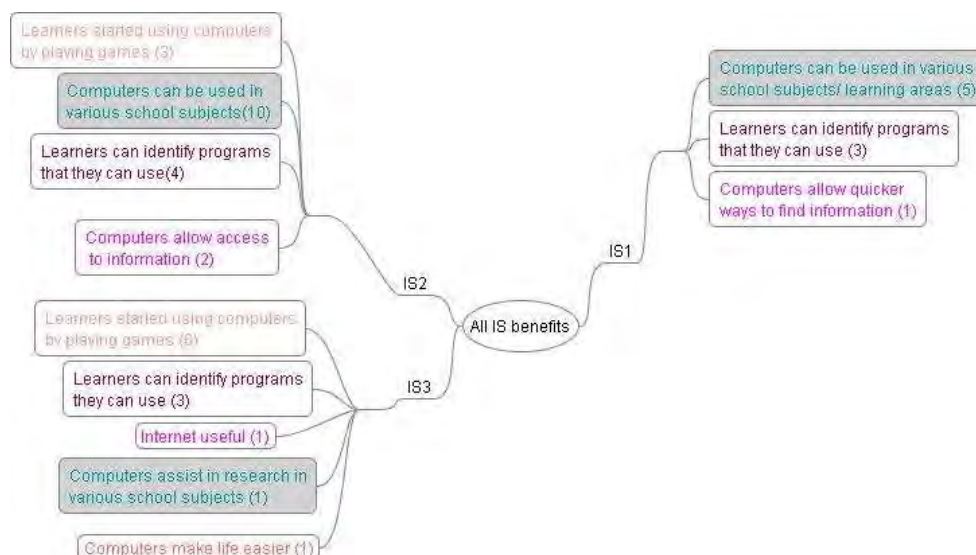 Learners started using computers
by playing games (3)
Computers can be used in
various school subjects(10)
Learners can identify programs
that they can use(4)
Computers allow access
to information (2)
IS2
Learners started using computers
by playing games (6)
Learners can identify programs
they can use (3)
Internet useful (1)
Computers assist in research in
various school subjects (1)
Computers make life easier (1)
IS3
All IS benefits
IS1
Computers can be used in various
school subjects/ learning areas (5)
Learners can identify programs
that they can use (3)
Computers allow quicker
ways to find information (1)